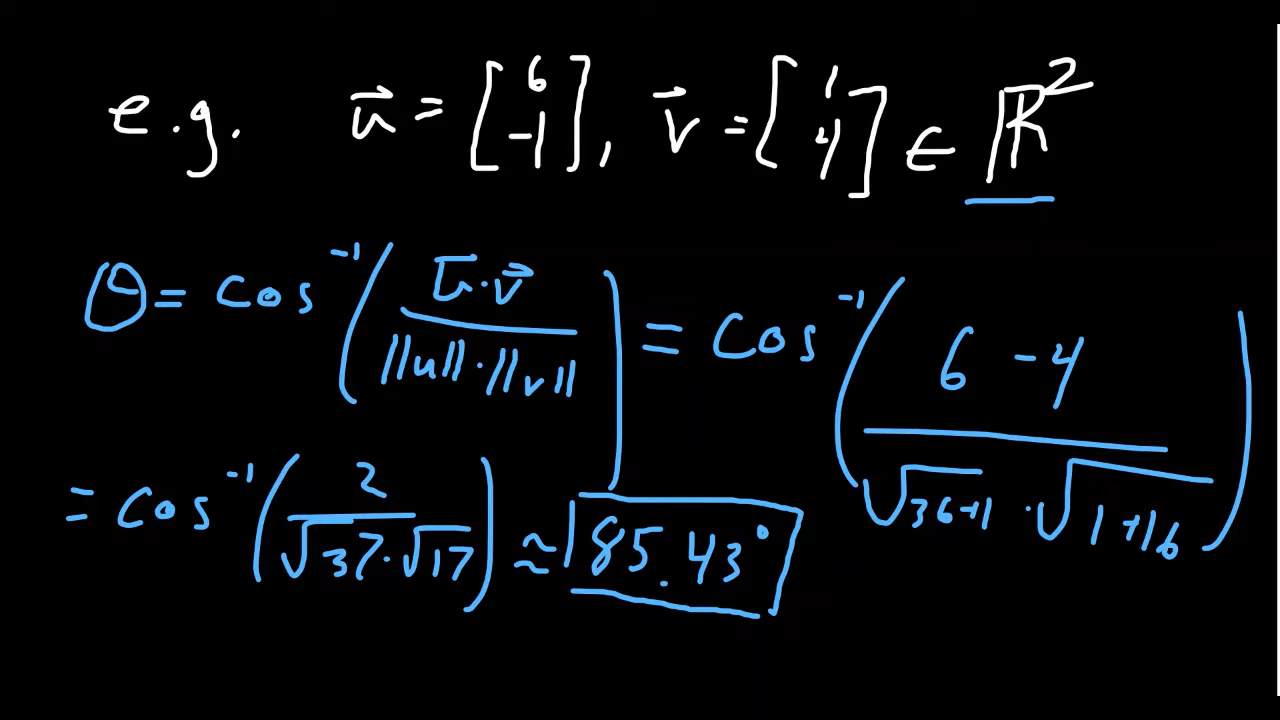 e.g. u⃗ = [6 -1], v⃗ = [1 4] ∈ ℝ²
θ = cos⁻¹(u⃗·v⃗ / ||u||·||v||) = cos⁻¹(6 -4 / √36+1 · √1+16)
= cos⁻¹(2 / √37·√17) ≈ 85.43°